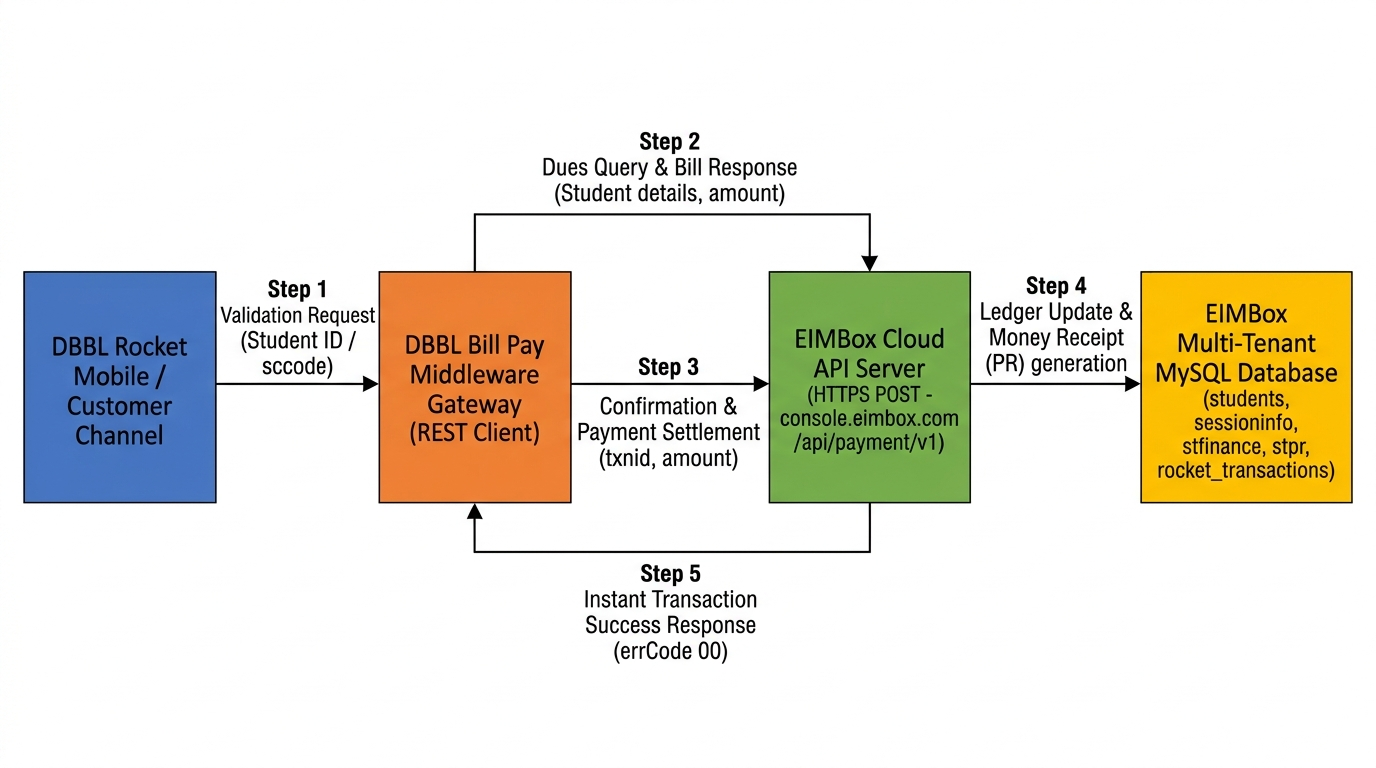 Step 2
Dues Query & Bill Response
(Student details, amount)
DBBL Rocket
Mobile /
Customer
Channel
Step 1
Validation Request
(Student ID /
sccode)
DBBL Bill Pay
Middleware
Gateway
(REST Client)
Step 3
Confirmation &
Payment Settlement
(txnid, amount)
EIMBox Cloud
API Server
(HTTPS POST -
console.eimbox.com
/api/payment/v1)
Step 4
Ledger Update &
Money Receipt
(PR) generation
EIMBox
Multi-Tenant
MySQL Database
(students,
sessioninfo,
stfinance, stpr,
rocket_transactions)
Step 5
Instant Transaction
Success Response
(errCode 00)